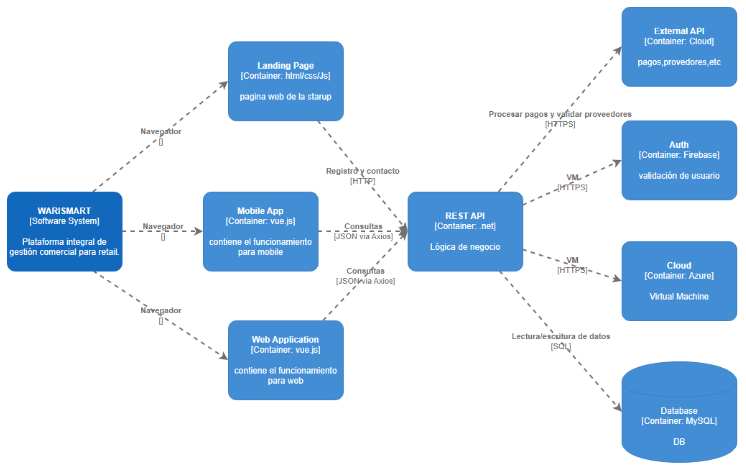 WARISMART
[Software System]
Plataforma integral de
gestión comercial para retail.
Navegador
[]
Navegador
[]
Navegador
[]
Landing Page
[Container: html/css/Js]
pagina web de la starup
Mobile App
[Container: vue.js]
contiene el funcionamiento
para mobile
Web Application
[Container: vue.js]
contiene el funcionamiento
para web
Registro y contacto
[HTTP]
Consultas
[JSON via Axios]
Consultas
[JSON via Axios]
REST API
[Container: .net]
Lógica de negocio
Procesar pagos y validar proveedores
[HTTPS]
VM
[HTTPS]
VM
[HTTPS]
Lectura/escitura de datos
[SQL]
External API
[Container: Cloud]
pagos,provedores,etc
Auth
[Container: Firebase]
validación de usuario
Cloud
[Container: Azure]
Virtual Machine
Database
[Container: MySQL]
DB